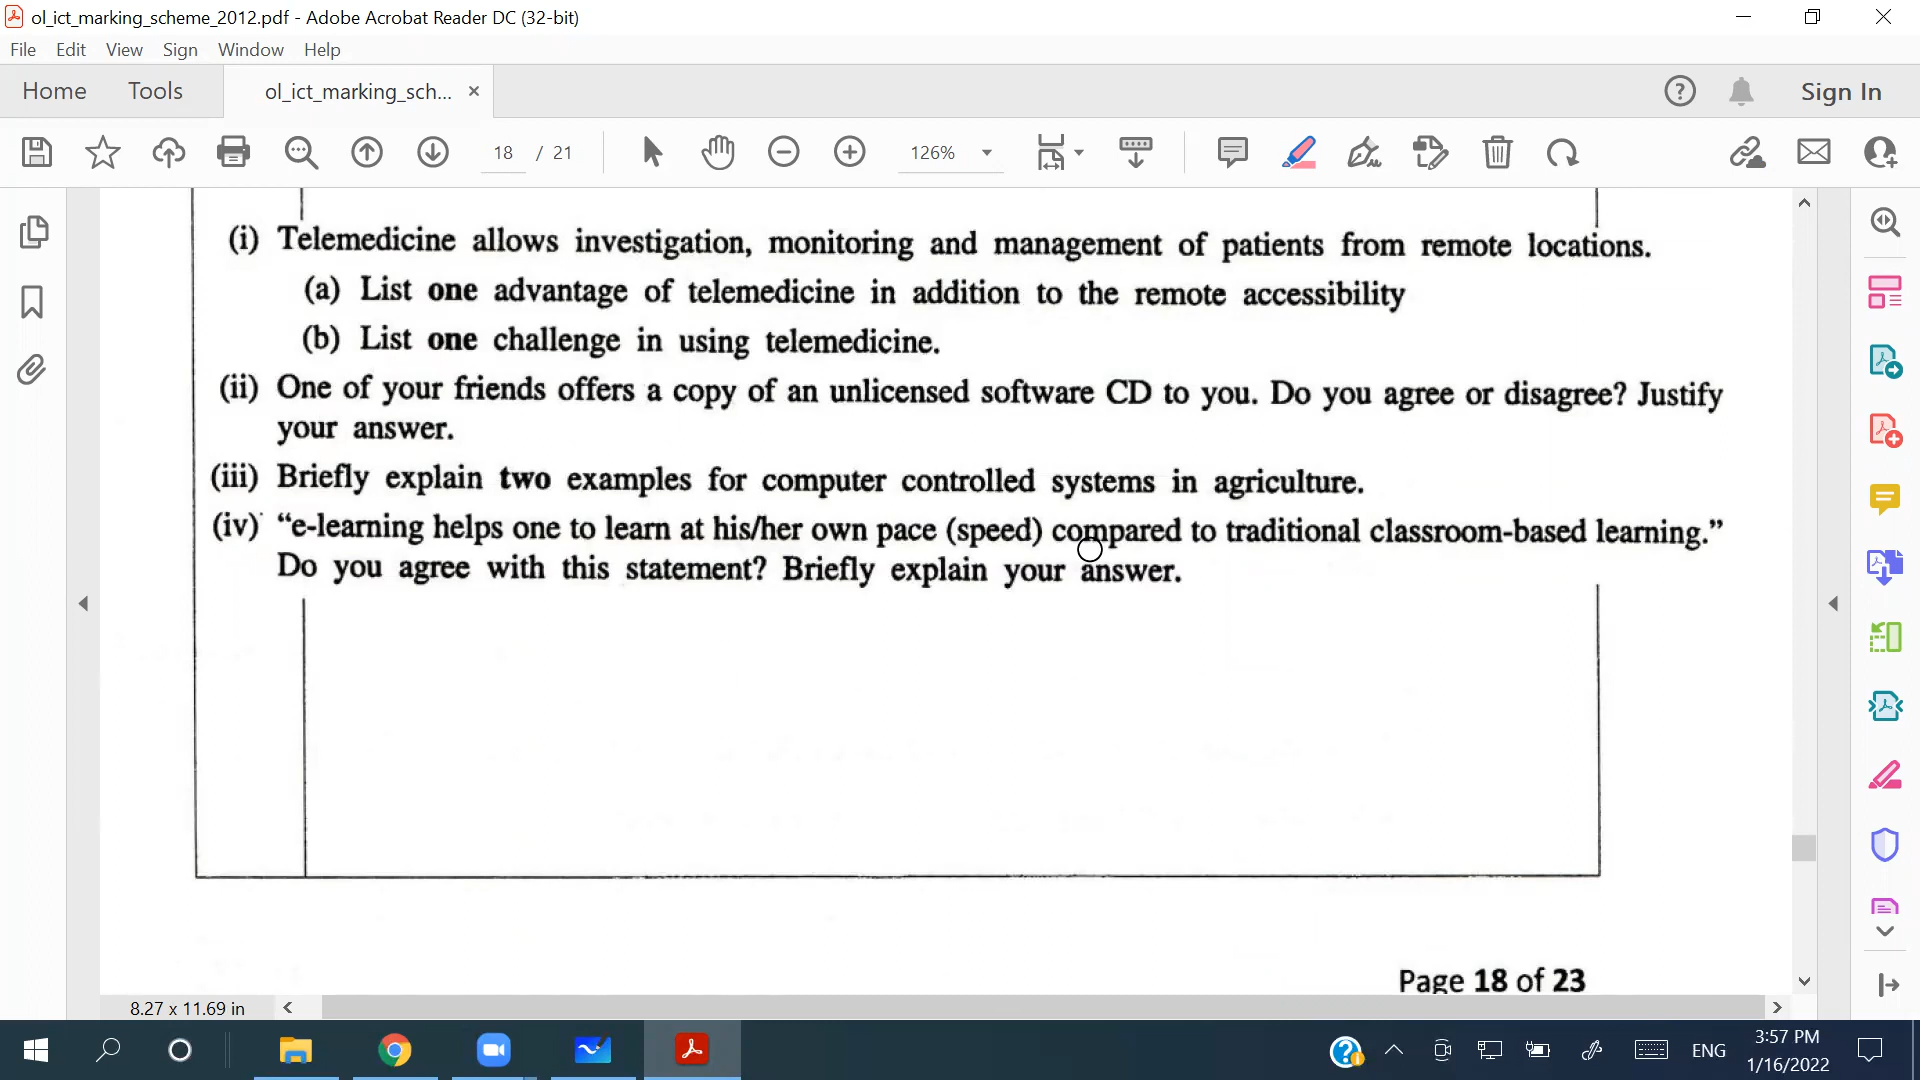 ol_ict_marking_scheme_2012.pdf - Adobe Acrobat Reader DC (32-bit)
File Edit View Sign Window Help
Home Tools ol_ict_marking_sch... Sign In
18 / 21 126%
(i) Telemedicine allows investigation, monitoring and management of patients from remote locations.
(a) List one advantage of telemedicine in addition to the remote accessibility
(b) List one challenge in using telemedicine.
(ii) One of your friends offers a copy of an unlicensed software CD to you. Do you agree or disagree? Justify
your answer.
(iii) Briefly explain two examples for computer controlled systems in agriculture.
(iv) “e-learning helps one to learn at his/her own pace (speed) compared to traditional classroom-based learning.”
Do you agree with this statement? Briefly explain your answer.
Page 18 of 23
8.27 x 11.69 in
ENG
3:57 PM
1/16/2022